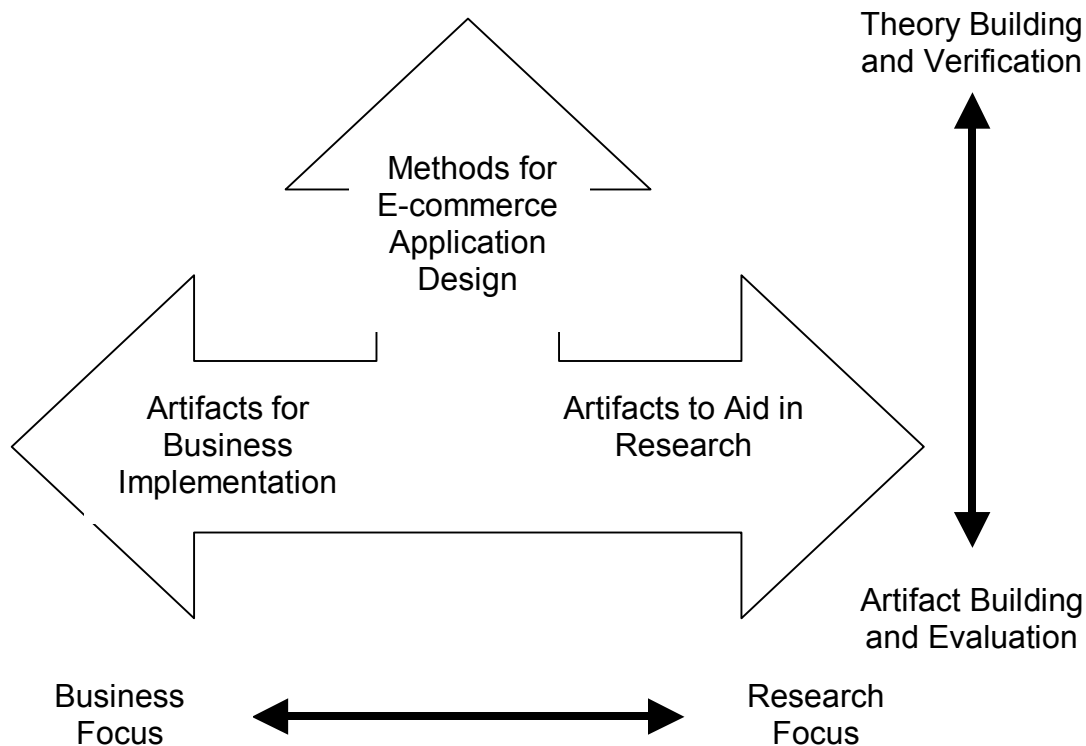 Theory Building
and Verification
Methods for
E-commerce
Application
Design
Artifacts for
Business
Implementation
Artifacts to Aid in
Research
Artifact Building
and Evaluation
Business
Focus
Research
Focus